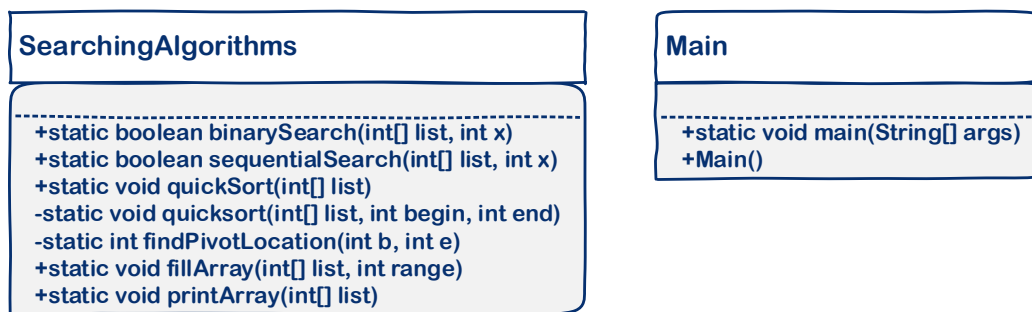 SearchingAlgorithms
+static boolean binarySearch(int[] list, int x)
+static boolean sequentialSearch(int[] list, int x)
+static void quickSort(int[] list)
-static void quicksort(int[] list, int begin, int end)
-static int findPivotLocation(int b, int e)
+static void fillArray(int[] list, int range)
+static void printArray(int[] list)
Main
+static void main(String[] args)
+Main()